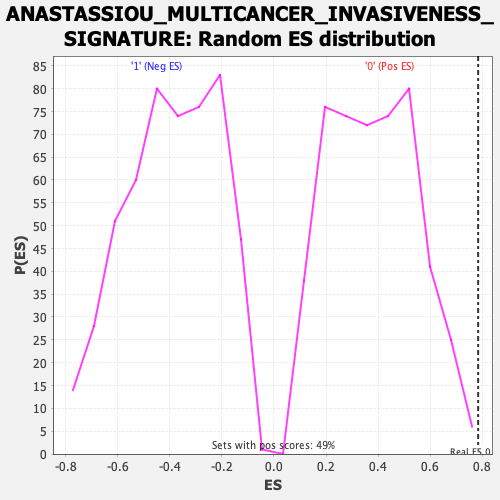 ANASTASSIOU_MULTICANCER_INVASIVENESS_
SIGNATURE: Random ES distribution
'1' (Neg ES)
'0' (Pos ES)
P(ES)
85
80
75
70
65
60
55
50
45
40
35
30
25
20
15
10
5
0
Sets with pos scores: 49%
Real ES 0
-0.8 -0.6 -0.4 -0.2 0.0 0.2 0.4 0.6 0.8
ES